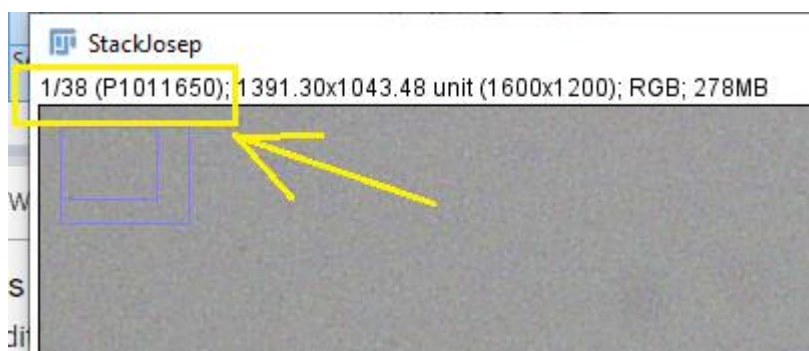 StackJosep
1/38 (P1011650); 1391.30x1043.48 unit (1600x1200); RGB; 278MB
W
s